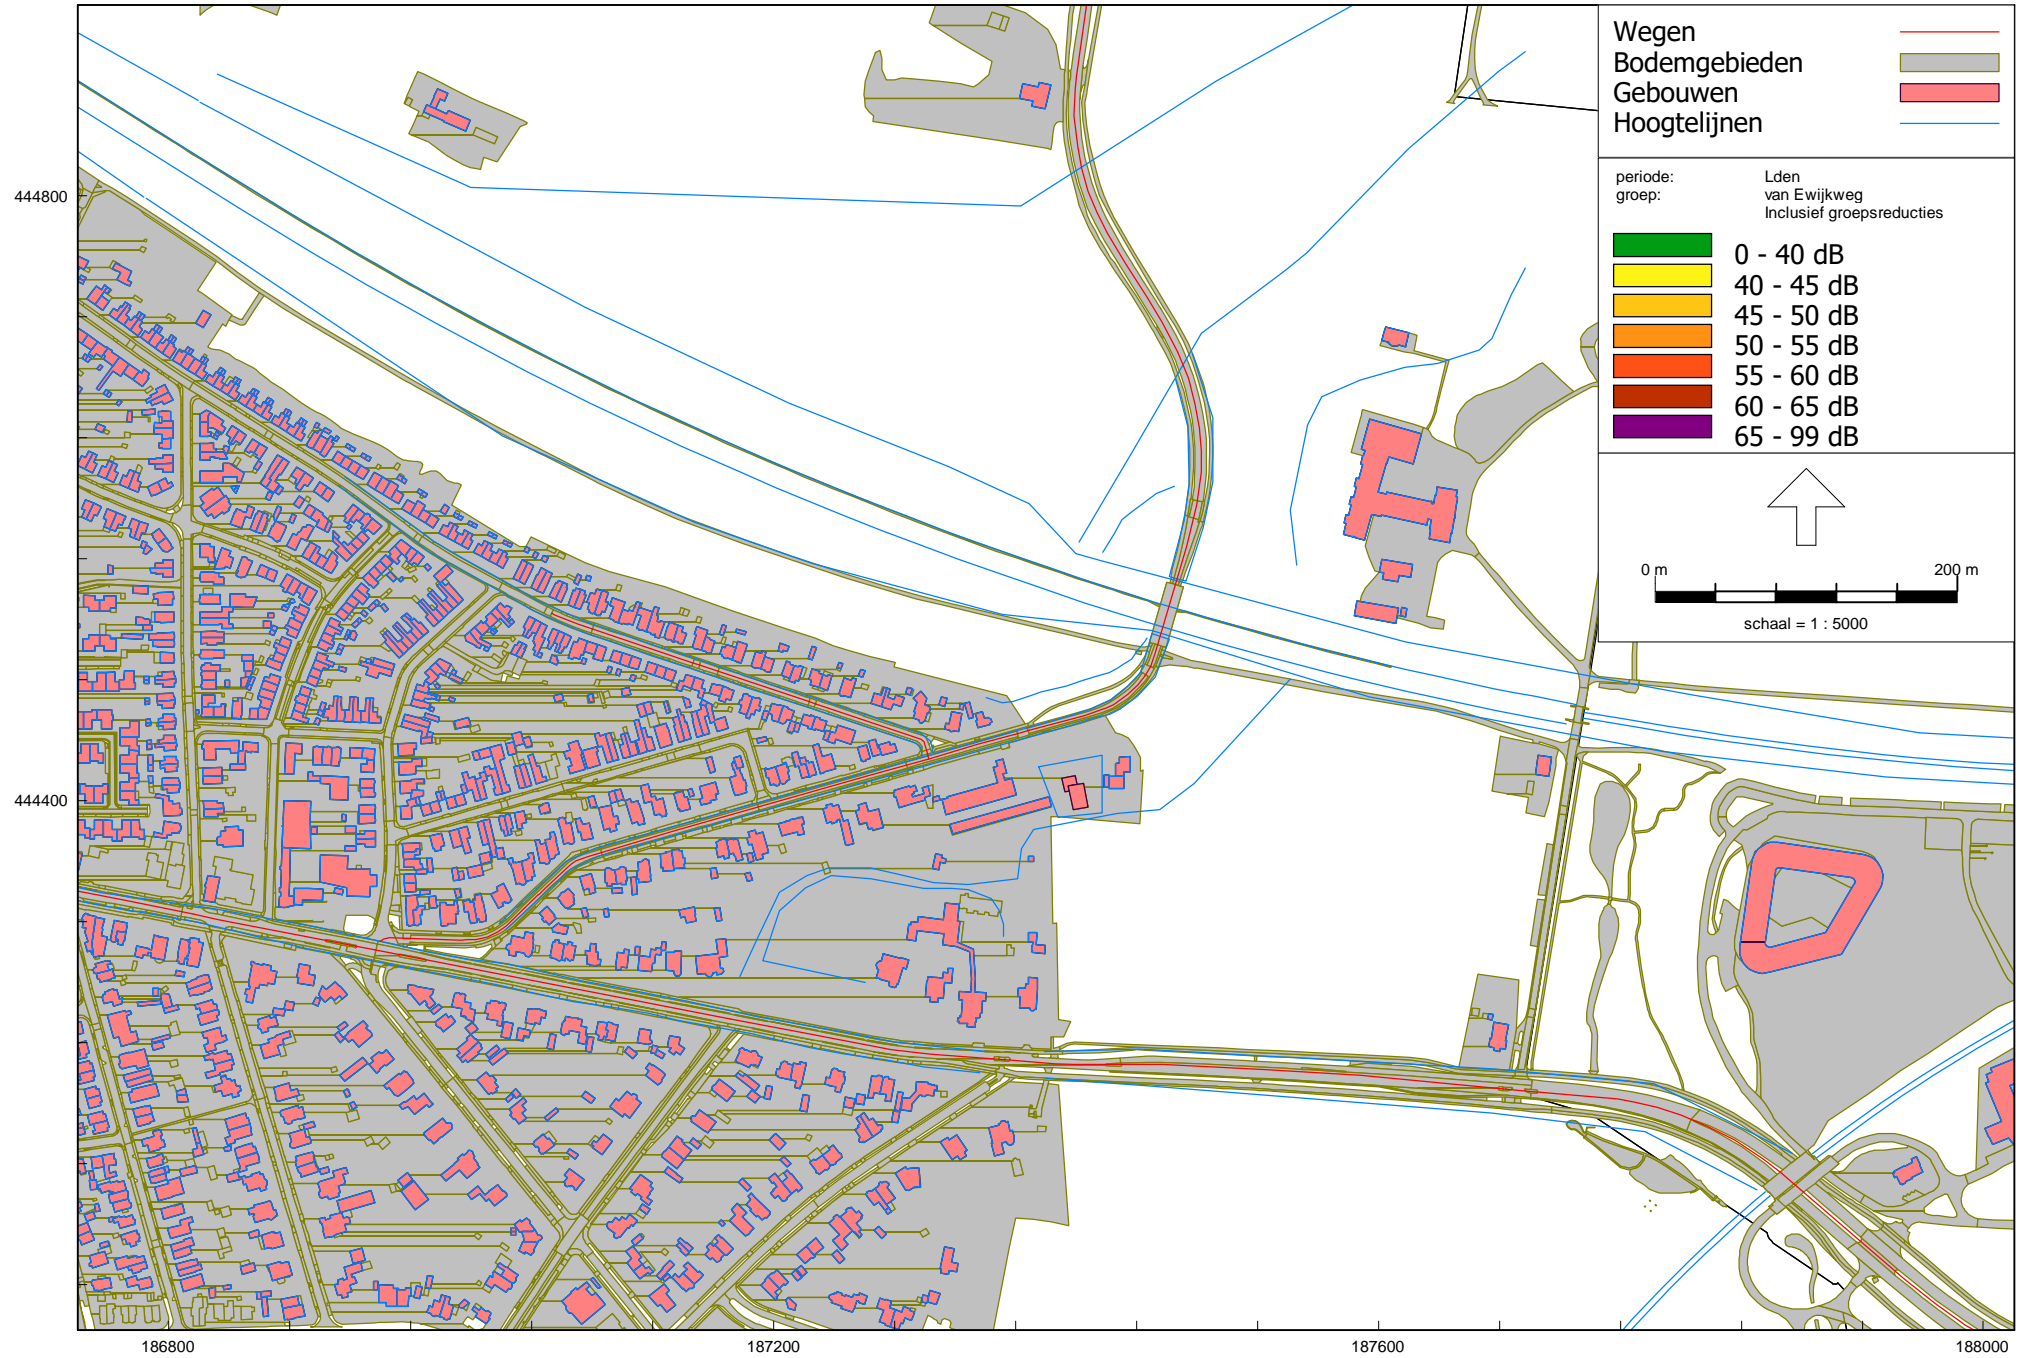 Wegen
Bodemgebieden
Gebouwen
Hoogtelijnen
periode: Lden
groep: van Ewijkweg
Inclusief groepsreducties
0 - 40 dB
40 - 45 dB
45 - 50 dB
50 - 55 dB
55 - 60 dB
60 - 65 dB
65 - 99 dB
0 m 200 m
schaal = 1 : 5000
444800
444400
186800 187200 187600 188000